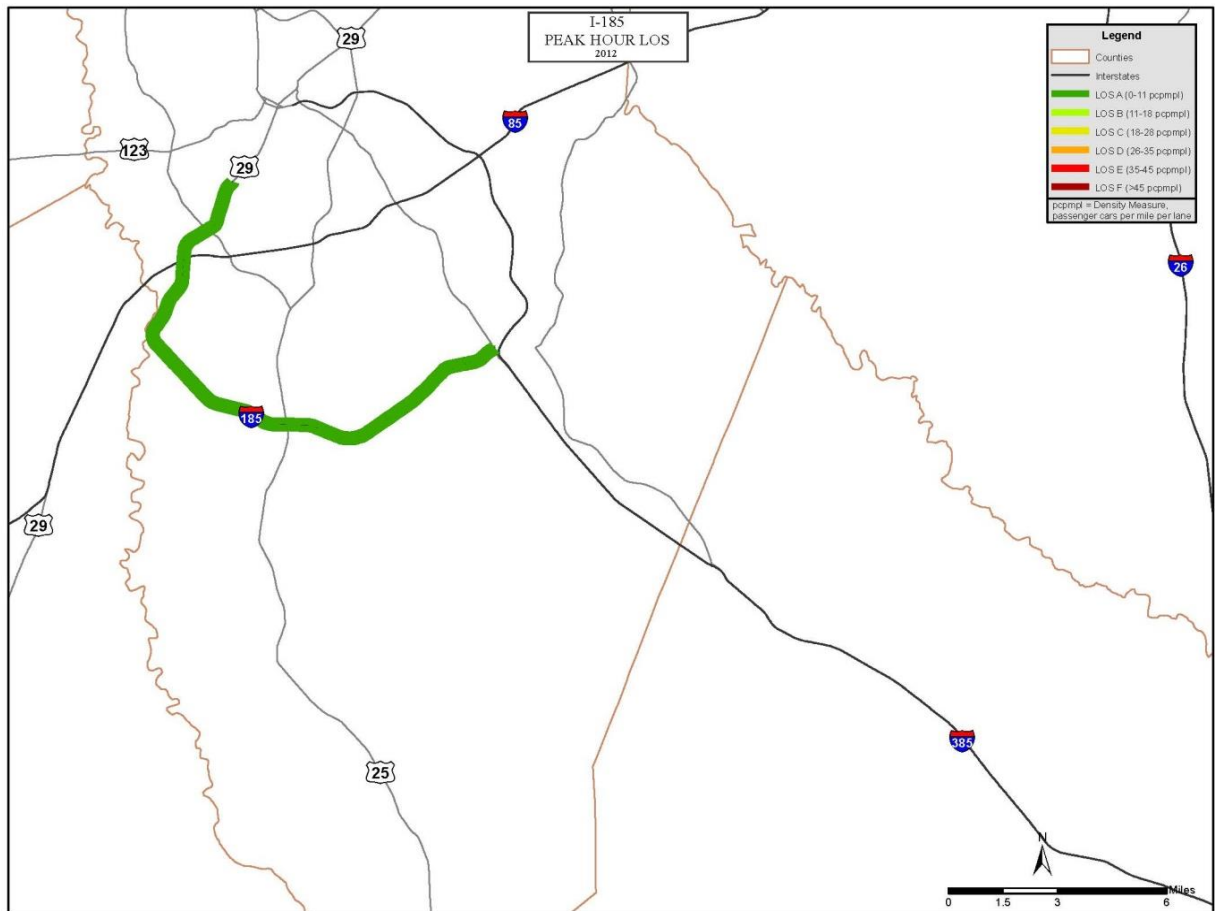 I-185
PEAK HOUR LOS
2012
Legend
Counties
Interstates
LOS A (0-11 pcpmpl)
LOS B (11-18 pcpmpl)
LOS C (18-28 pcpmpl)
LOS D (26-35 pcpmpl)
LOS E (35-45 pcpmpl)
LOS F (>45 pcpmpl)
pcpmpl = Density Measure,
passenger cars per mile per lane
29
85
123
29
26
185
29
385
25
N
Miles
0 1.5 3 6